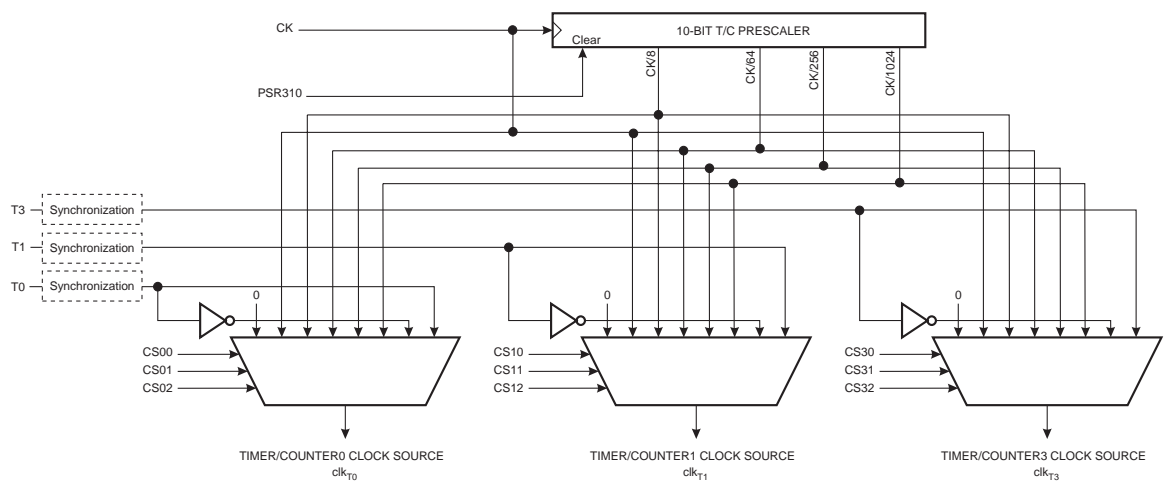 CK
10-BIT T/C PRESCALER
Clear
CK/8
CK/64
CK/256
CK/1024
PSR310
T3
Synchronization
T1
Synchronization
T0
Synchronization
0
0
0
CS00
CS01
CS02
CS10
CS11
CS12
CS30
CS31
CS32
TIMER/COUNTER0 CLOCK SOURCE
clkT0
TIMER/COUNTER1 CLOCK SOURCE
clkT1
TIMER/COUNTER3 CLOCK SOURCE
clkT3